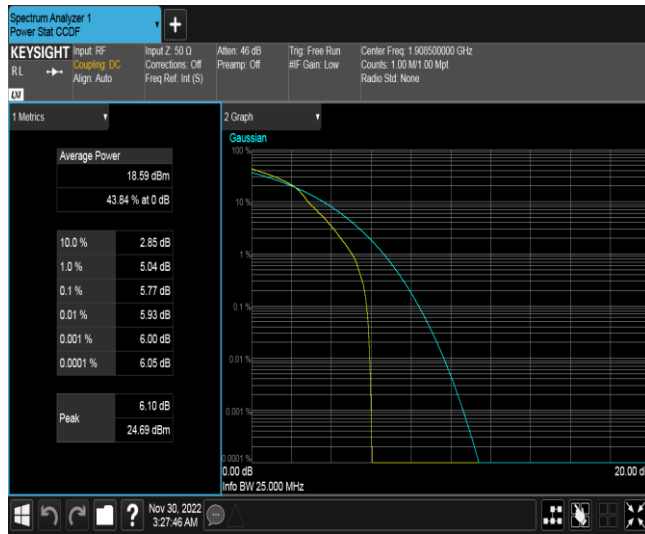 Spectrum Analyzer 1
Power Stat CCDF
+
KEYSIGHT
RL
LXI
Input: RF
Coupling: DC
Align: Auto
Input Z: 50 Ω
Corrections: Off
Freq Ref: Int (S)
Atten: 46 dB
Preamp: Off
Trig: Free Run
#IF Gain: Low
Center Freq: 1.908500000 GHz
Counts: 1.00 M/1.00 Mpt
Radio Std: None
1 Metrics
Average Power
18.59 dBm
43.84 % at 0 dB
10.0 % 2.85 dB
1.0 % 5.04 dB
0.1 % 5.77 dB
0.01 % 5.93 dB
0.001 % 6.00 dB
0.0001 % 6.05 dB
Peak
6.10 dB
24.69 dBm
2 Graph
Gaussian
100 %
10 %
1 %
0.1 %
0.01 %
0.001 %
0.0001 %
0.00 dB
20.00 d
Info BW 25.000 MHz
?
Nov 30, 2022
3:27:46 AM